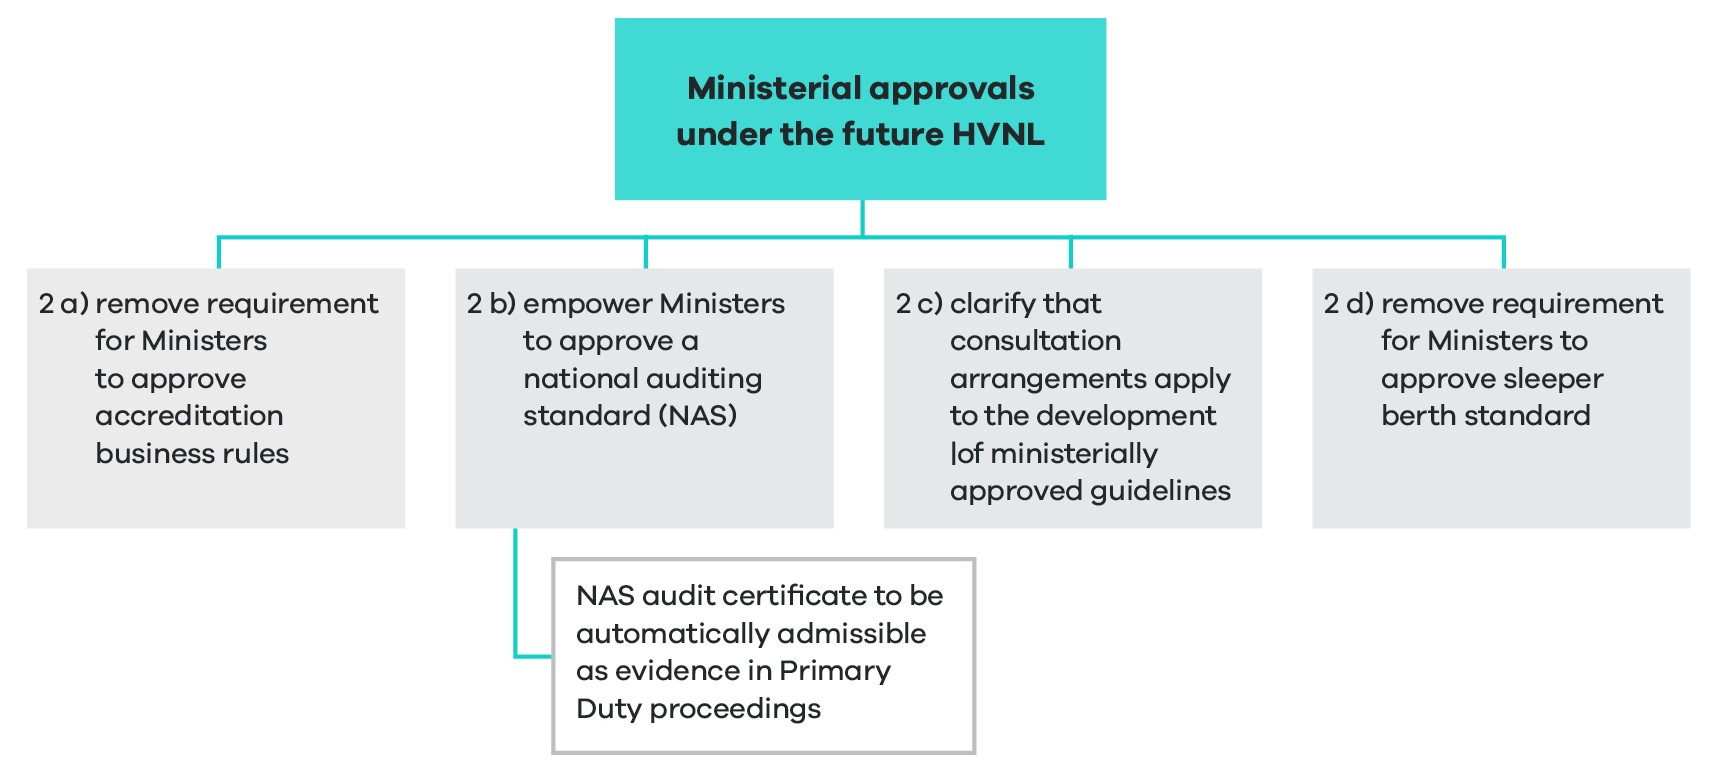 Ministerial approvals
under the future HVNL
2 a) remove requirement
for Ministers
to approve
accreditation
business rules
2 b) empower Ministers
to approve a
national auditing
standard (NAS)
2 c) clarify that
consultation
arrangements apply
to the development
|of ministerially
approved guidelines
2 d) remove requirement
for Ministers to
approve sleeper
berth standard
NAS audit certificate to be
automatically admissible
as evidence in Primary
Duty proceedings